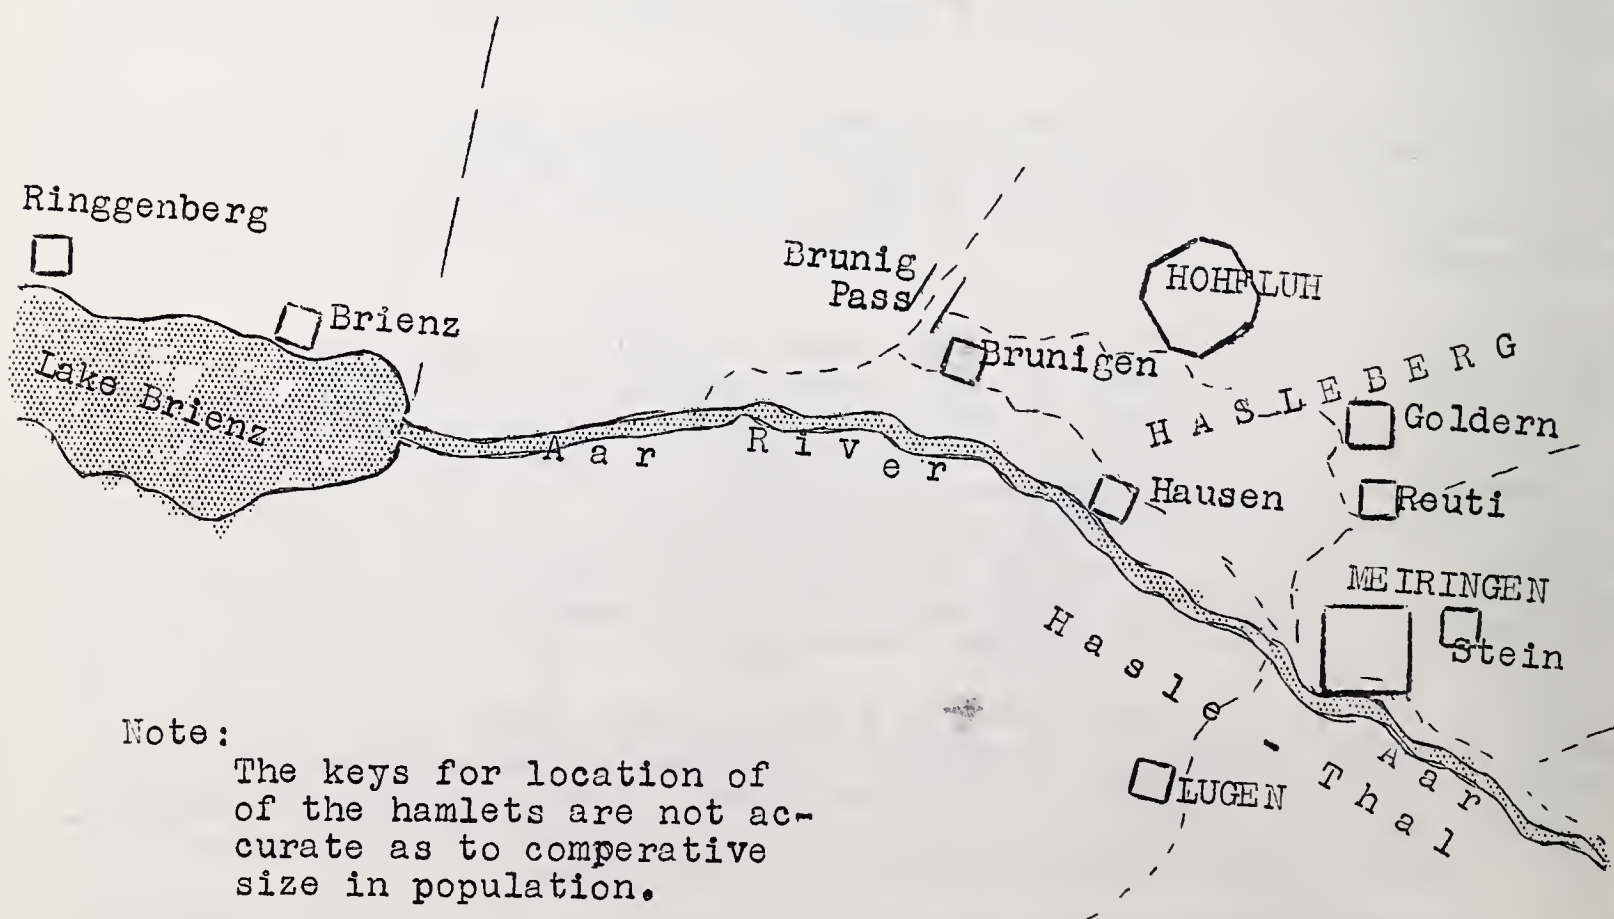 Ringgenberg
Brienz
Lake Brienz
Brunig
Pass
HOHFLUH
Brunigen
HASLEBERG
Goldern
Aar River
Hausen
Reuti
MEIRINGEN
Stein
Hasle - Thal
Aar
LUGEN
Note:
The keys for location of
of the hamlets are not ac-
curate as to comperative
size in population.